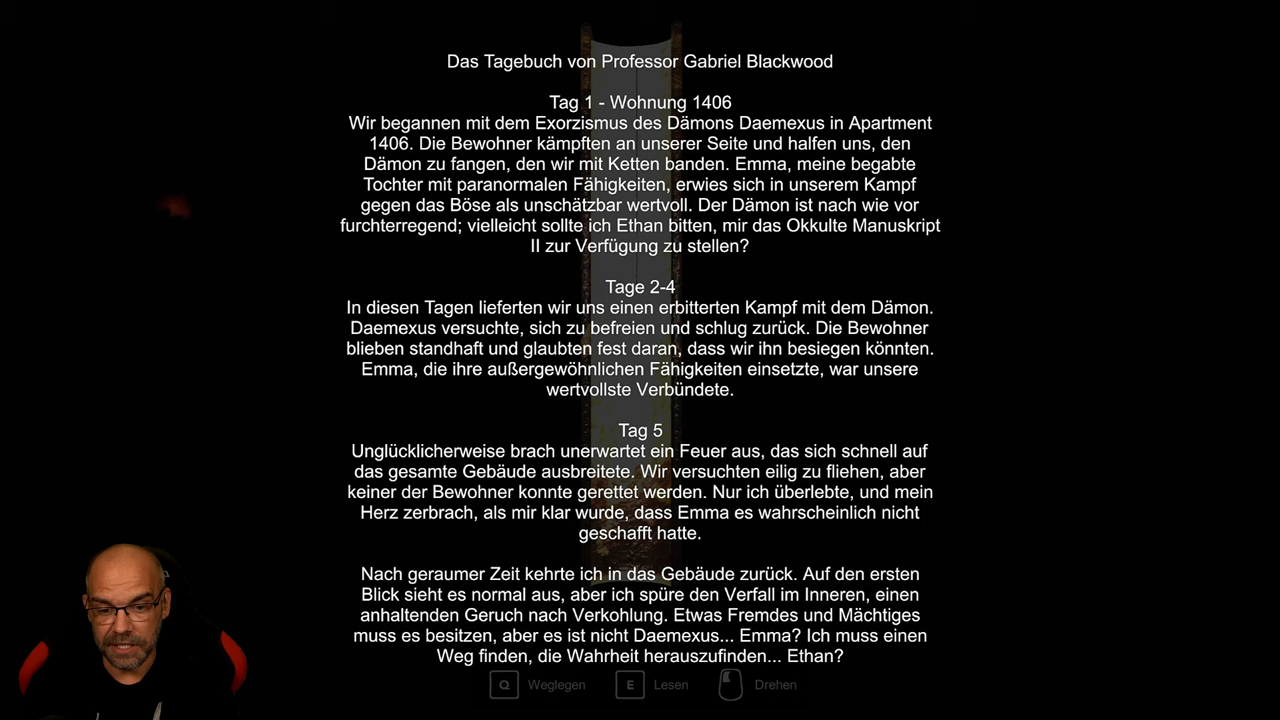 Das Tagebuch von Professor Gabriel Blackwood
Tag 1 - Wohnung 1406
Wir begannen mit dem Exorzismus des Dämons Daemexus in Apartment
1406. Die Bewohner kämpften an unserer Seite und halfen uns, den
Dämon zu fangen, den wir mit Ketten banden. Emma, meine begabte
Tochter mit paranormalen Fähigkeiten, erwies sich in unserem Kampf
gegen das Böse als unschätzbar wertvoll. Der Dämon ist nach wie vor
furchterregend; vielleicht sollte ich Ethan bitten, mir das Okkulte Manuskript
II zur Verfügung zu stellen?
Tage 2-4
In diesen Tagen lieferten wir uns einen erbitterten Kampf mit dem Dämon.
Daemexus versuchte, sich zu befreien und schlug zurück. Die Bewohner
blieben standhaft und glaubten fest daran, dass wir ihn besiegen könnten.
Emma, die ihre außergewöhnlichen Fähigkeiten einsetzte, war unsere
wertvollste Verbündete.
Tag 5
Unglücklicherweise brach unerwartet ein Feuer aus, das sich schnell auf
das gesamte Gebäude ausbreitete. Wir versuchten eilig zu fliehen, aber
keiner der Bewohner konnte gerettet werden. Nur ich überlebte, und mein
Herz zerbrach, als mir klar wurde, dass Emma es wahrscheinlich nicht
geschafft hatte.
Nach geraumer Zeit kehrte ich in das Gebäude zurück. Auf den ersten
Blick sieht es normal aus, aber ich spüre den Verfall im Inneren, einen
anhaltenden Geruch nach Verkohlung. Etwas Fremdes und Mächtiges
muss es besitzen, aber es ist nicht Daemexus... Emma? Ich muss einen
Weg finden, die Wahrheit herauszufinden... Ethan?
Q Weglegen E Lesen Drehen